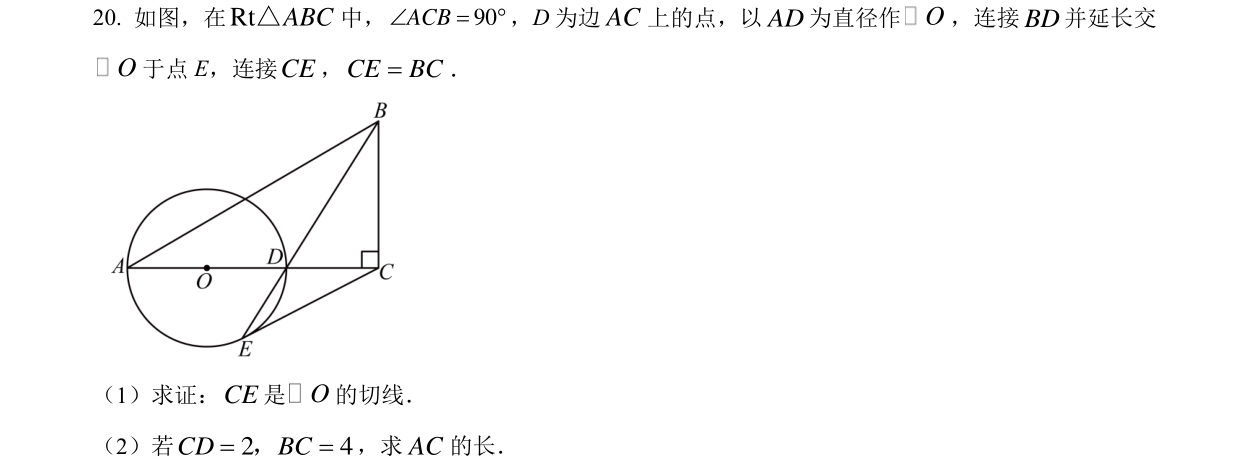 20. 如图，在Rt△ABC中，∠ACB=90°，D为边AC上的点，以AD为直径作□ O，连接BD并延长交
□ O于点E，连接CE，CE=BC．
B
A
O
D
C
E
（1）求证：CE是□ O的切线．
（2）若CD=2，BC=4，求AC的长．